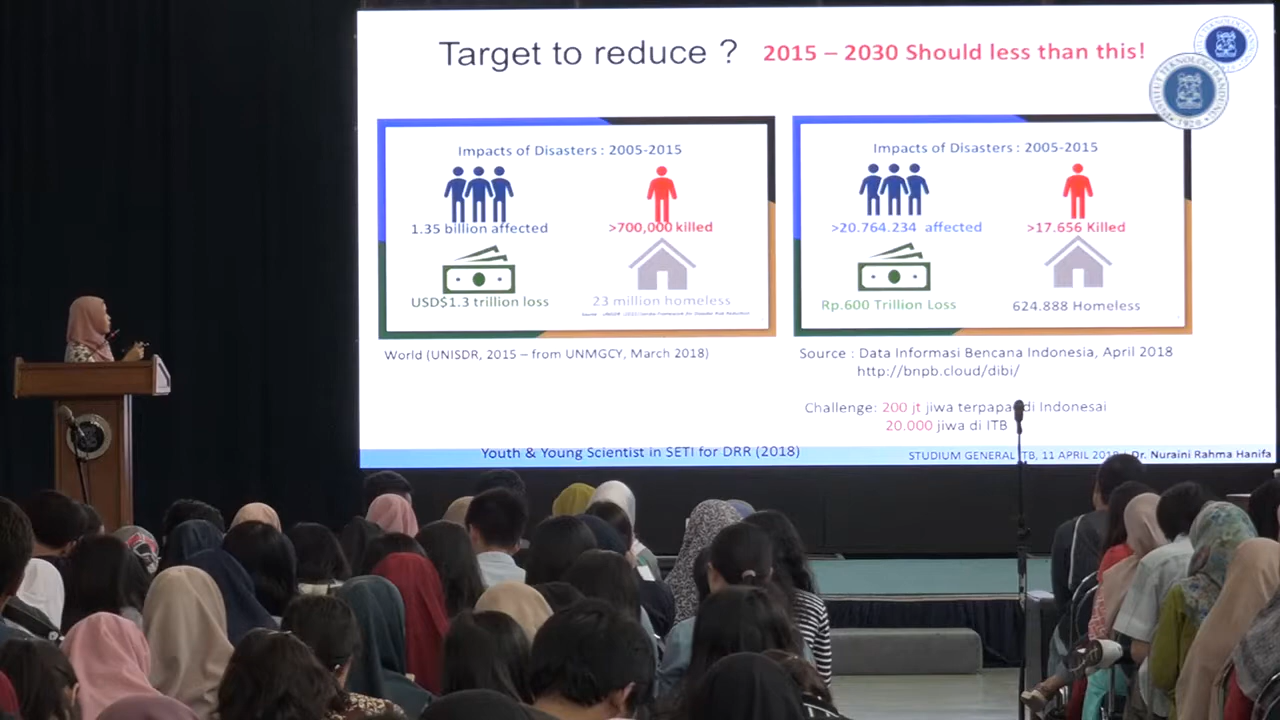 Target to reduce ?
2015 – 2030 Should less than this!
Impacts of Disasters : 2005-2015
1.35 billion affected
>700,000 killed
USD$1.3 trillion loss
23 million homeless
World (UNISDR, 2015 – from UNMGCY, March 2018)
Impacts of Disasters : 2005-2015
>20.764.234 affected
>17.656 Killed
Rp.600 Trillion Loss
624.888 Homeless
Source : Data Informasi Bencana Indonesia, April 2018
http://bnpb.cloud/dibi/
Challenge: 200 jt jiwa di Indonesai
20.000 jiwa di ITB
Youth & Young Scientist in SETI for DRR (2018)
STUDIUM GENERAL ITB, 11 APRIL 2018 Dr. Nuraini Rahma Hanifa
INSTITUT TEKNOLOGI BANDUNG
1920